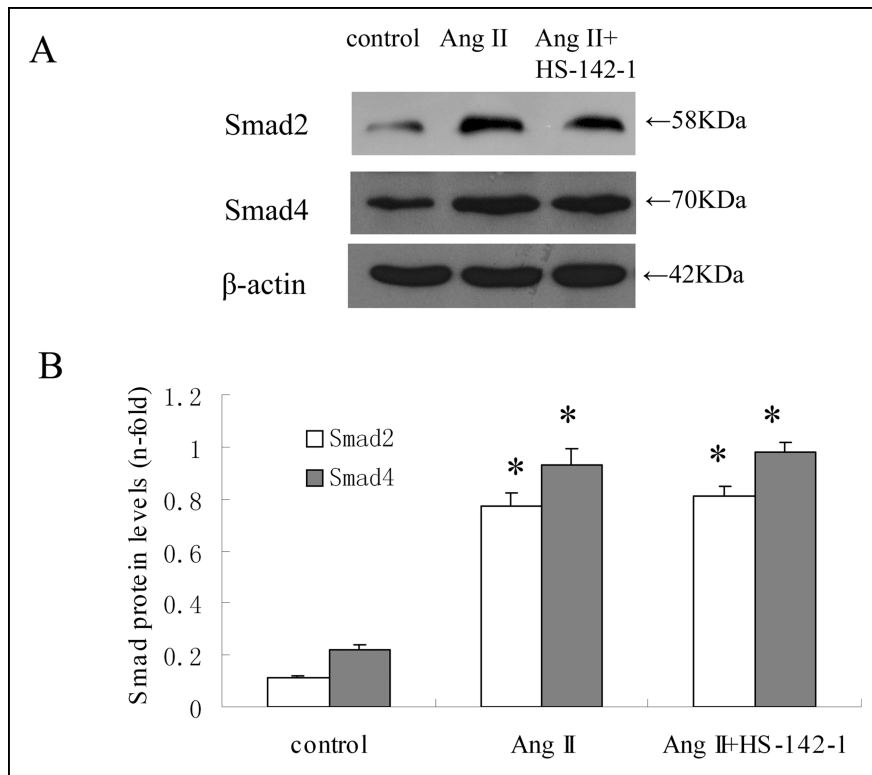 A
control Ang II Ang II+
HS-142-1
Smad2 ←58KDa
Smad4 ←70KDa
β-actin ←42KDa
B
Smad protein levels (n-fold)
1.2
1
0.8
0.6
0.4
0.2
0
Smad2
Smad4
* * * *
control Ang II Ang II+HS-142-1